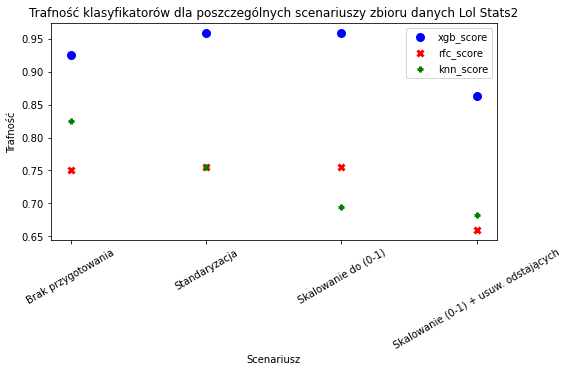 Trafność klasyfikatorów dla poszczególnych scenariuszy zbioru danych Lol Stats2
xgb_score
rfc_score
knn_score
Trafność
0.95
0.90
0.85
0.80
0.75
0.70
0.65
Brak przygotowania
Standaryzacja
Skalowanie do (0-1)
Skalowanie (0-1) + usuw. odstających
Scenariusz